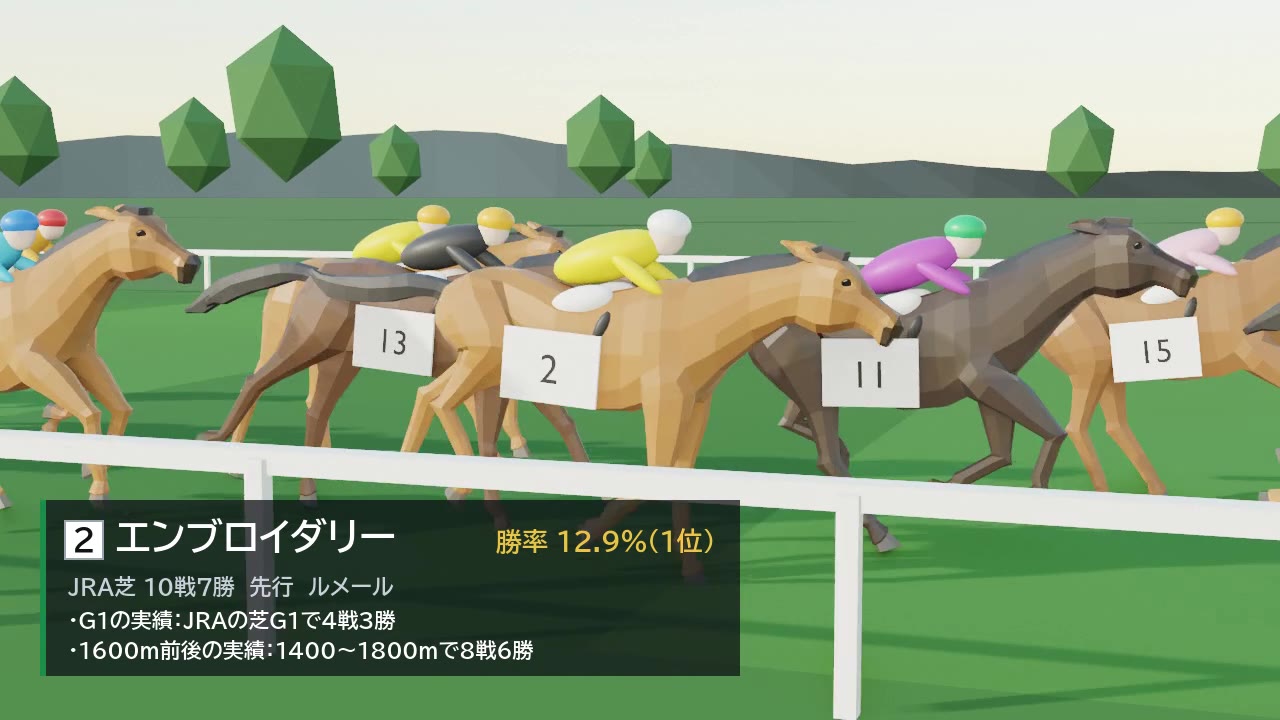 13
2
11
15
2 エンブロイダリー 勝率 12.9%(1位)
JRA芝 10戦7勝 先行 ルメール
・G1の実績:JRAの芝G1で4戦3勝
・1600m前後の実績:1400～1800mで8戦6勝